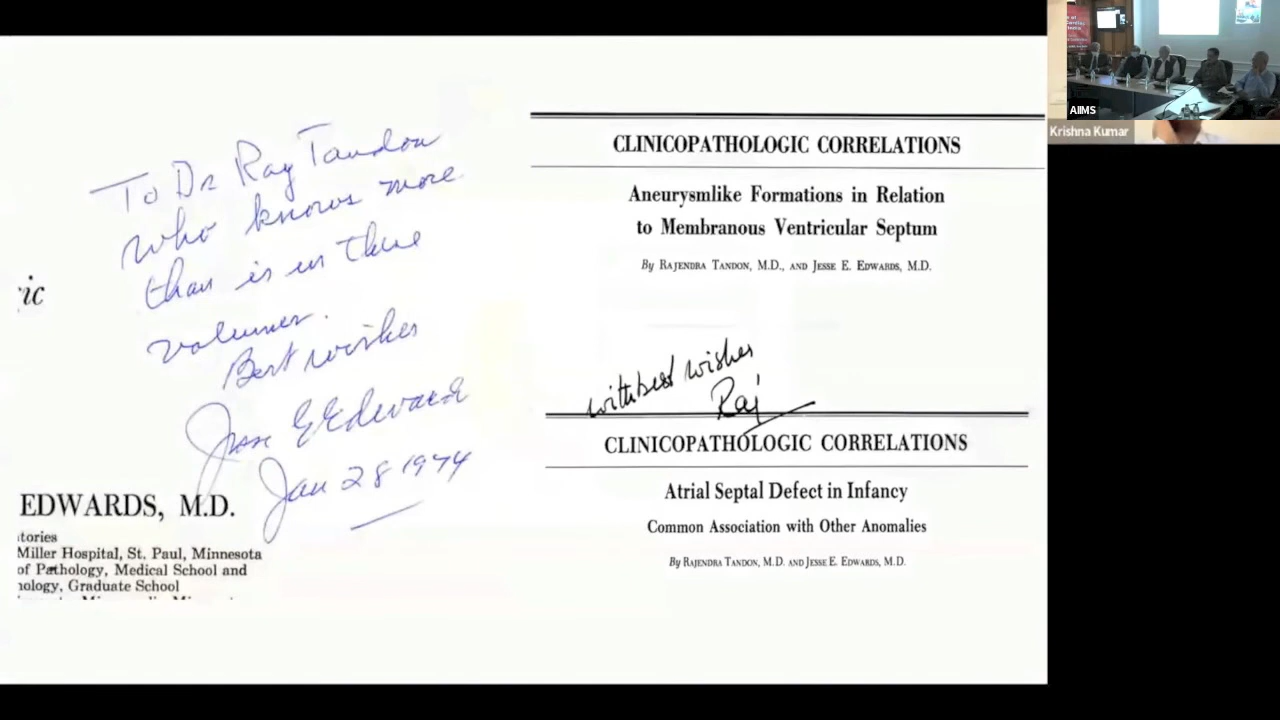 To Dr Ray Tandon
who knows more
than is in these
volumes.
Best wishes
Jesse E Edwards
Jan 28 1974
ic
EDWARDS, M.D.
tories
Miller Hospital, St. Paul, Minnesota
of Pathology, Medical School and
ology, Graduate School
CLINICOPATHOLOGIC CORRELATIONS
Aneurysmlike Formations in Relation
to Membranous Ventricular Septum
By RAJENDRA TANDON, M.D., AND JESSE E. EDWARDS, M.D.
with best wishes
Raj
CLINICOPATHOLOGIC CORRELATIONS
Atrial Septal Defect in Infancy
Common Association with Other Anomalies
By RAJENDRA TANDON, M.D. AND JESSE E. EDWARDS, M.D.
AIIMS
Krishna Kumar